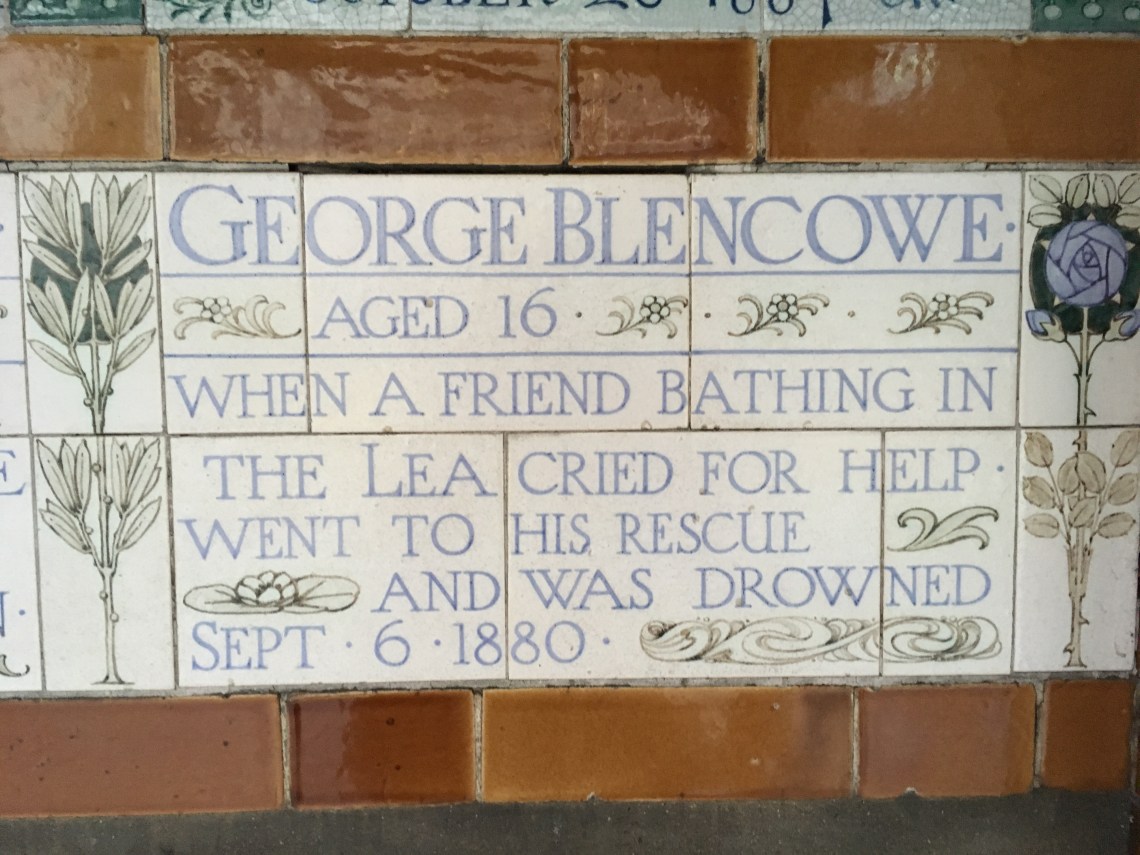 GEORGE BLENCOWE·
AGED 16 ·
WHEN A FRIEND BATHING IN
THE LEA CRIED FOR HELP ·
WENT TO HIS RESCUE
AND WAS DROWNED
SEPT · 6 · 1880 ·